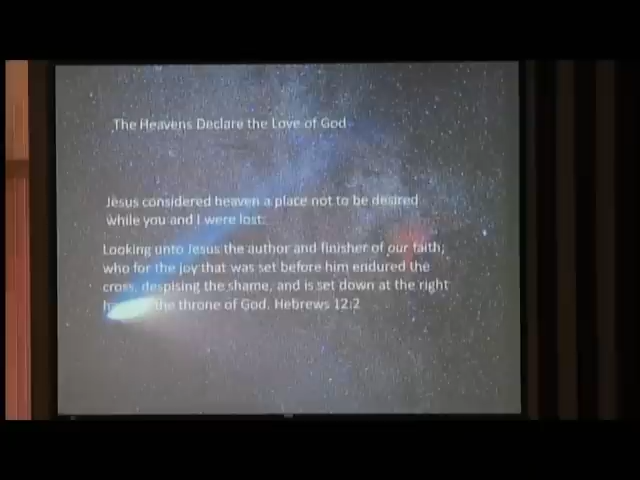 The Heavens Declare the Love of God
Jesus considered heaven a place not to be desired
while you and I were lost.
Looking unto Jesus the author and finisher of our faith;
who for the joy that was set before him endured the
cross, despising the shame, and is set down at the right
the throne of God. Hebrews 12:2